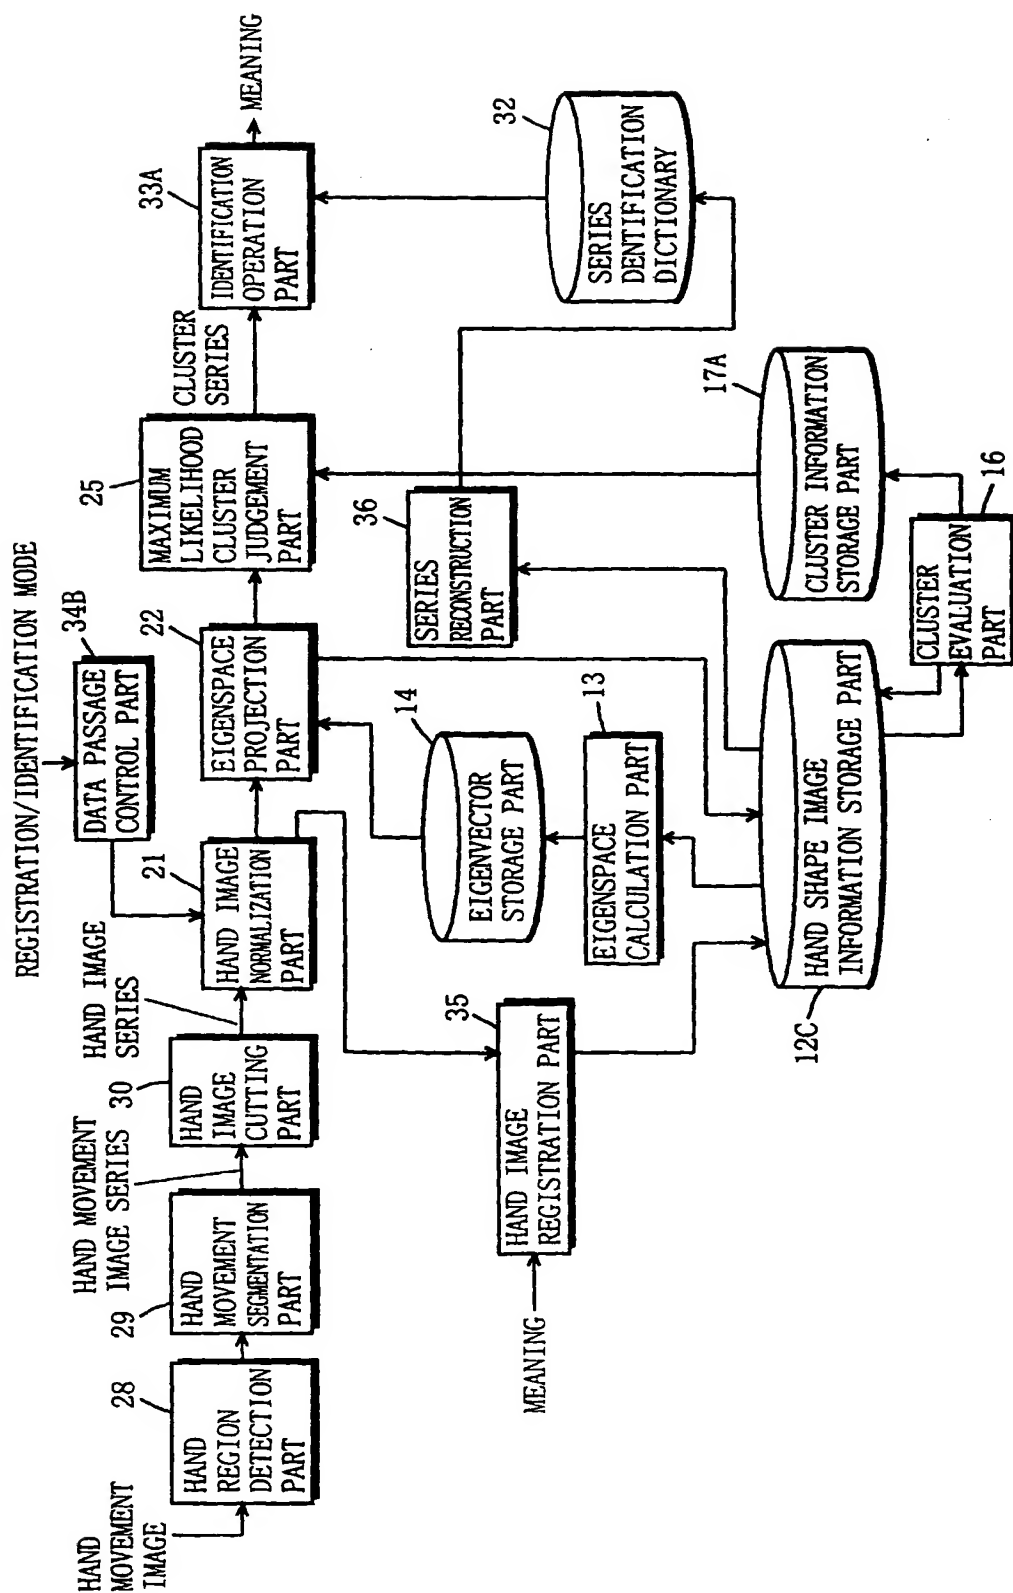 REGISTRATION/IDENTIFICATION MODE
34B
DATA PASSAGE
CONTROL PART
HAND
MOVEMENT
IMAGE
28
HAND
REGION
DETECTION
PART
29
HAND
MOVEMENT
SEGMENTATION
PART
HAND MOVEMENT
IMAGE SERIES
30
HAND
IMAGE
CUTTING
PART
HAND IMAGE
SERIES
21
HAND IMAGE
NORMALIZATION
PART
22
EIGENSPACE
PROJECTION
PART
25
MAXIMUM
LIKELIHOOD
CLUSTER
JUDGEMENT
PART
CLUSTER
SERIES
33A
IDENTIFICATION
OPERATION
PART
MEANING
MEANING
35
HAND IMAGE
REGISTRATION PART
14
EIGENVECTOR
STORAGE PART
13
EIGENSPACE
CALCULATION PART
36
SERIES
RECONSTRUCTION
PART
32
SERIES
DENTIFICATION
DICTIONARY
12C
HAND SHAPE IMAGE
INFORMATION STORAGE PART
17A
CLUSTER INFORMATION
STORAGE PART
16
CLUSTER
EVALUATION
PART